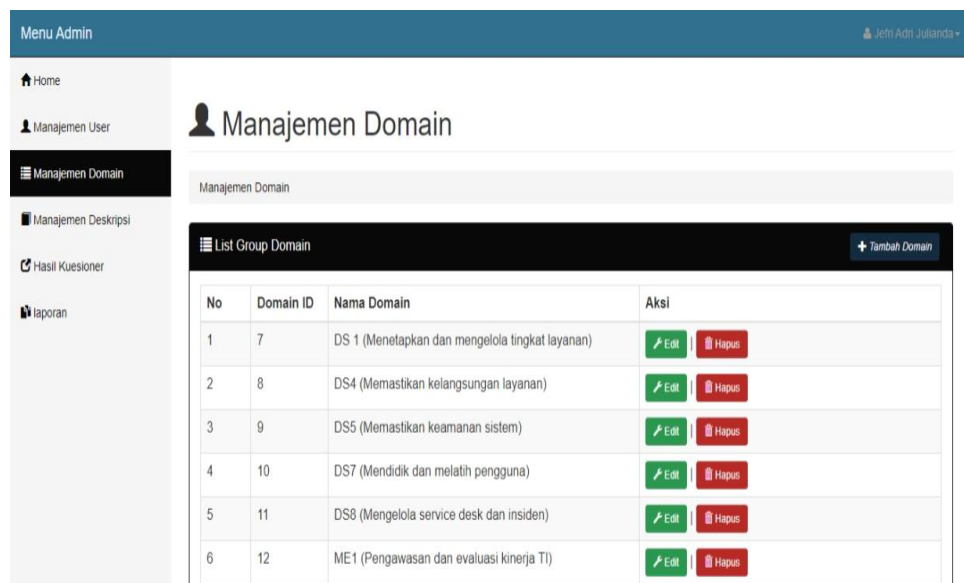 Menu Admin
Jefri Adri Julianda
Home
Manajemen User
Manajemen Domain
Manajemen Deskripsi
Hasil Kuesioner
laporan
Manajemen Domain
Manajemen Domain
List Group Domain
Tambah Domain
No Domain ID Nama Domain Aksi
1 7 DS 1 (Menetapkan dan mengelola tingkat layanan) Edit | Hapus
2 8 DS4 (Memastikan kelangsungan layanan) Edit | Hapus
3 9 DS5 (Memastikan keamanan sistem) Edit | Hapus
4 10 DS7 (Mendidik dan melatih pengguna) Edit | Hapus
5 11 DS8 (Mengelola service desk dan insiden) Edit | Hapus
6 12 ME1 (Pengawasan dan evaluasi kinerja TI) Edit | Hapus